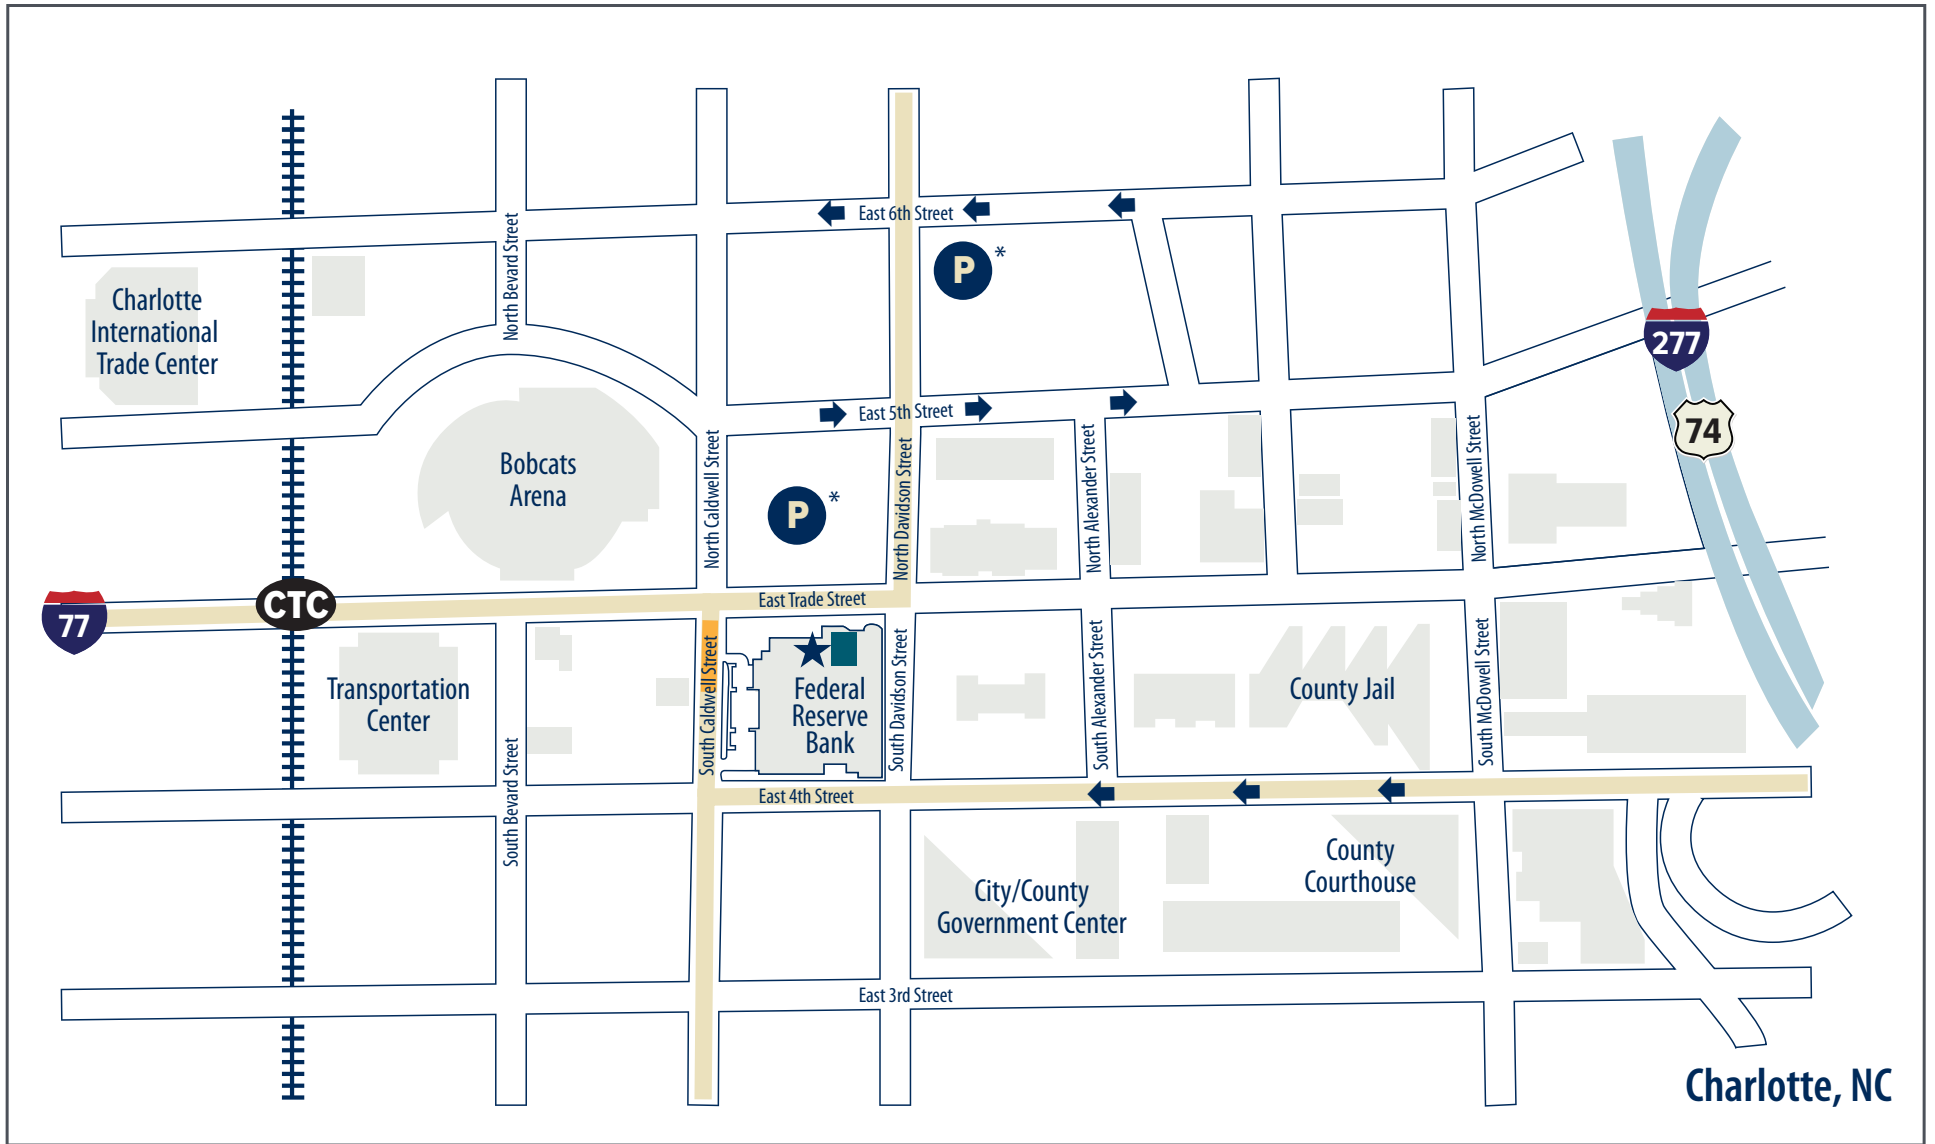 East 6th Street
P
*
North Bevard Street
Charlotte
International
Trade Center
277
74
East 5th Street
Bobcats
Arena
North Caldwell Street
P
*
North Davidson Street
North Alexander Street
North McDowell Street
77
CTC
East Trade Street
Transportation
Center
South Bevard Street
South Caldwell Street
Federal
Reserve
Bank
South Davidson Street
South Alexander Street
County Jail
South McDowell Street
East 4th Street
City/County
Government Center
County
Courthouse
East 3rd Street
Charlotte, NC